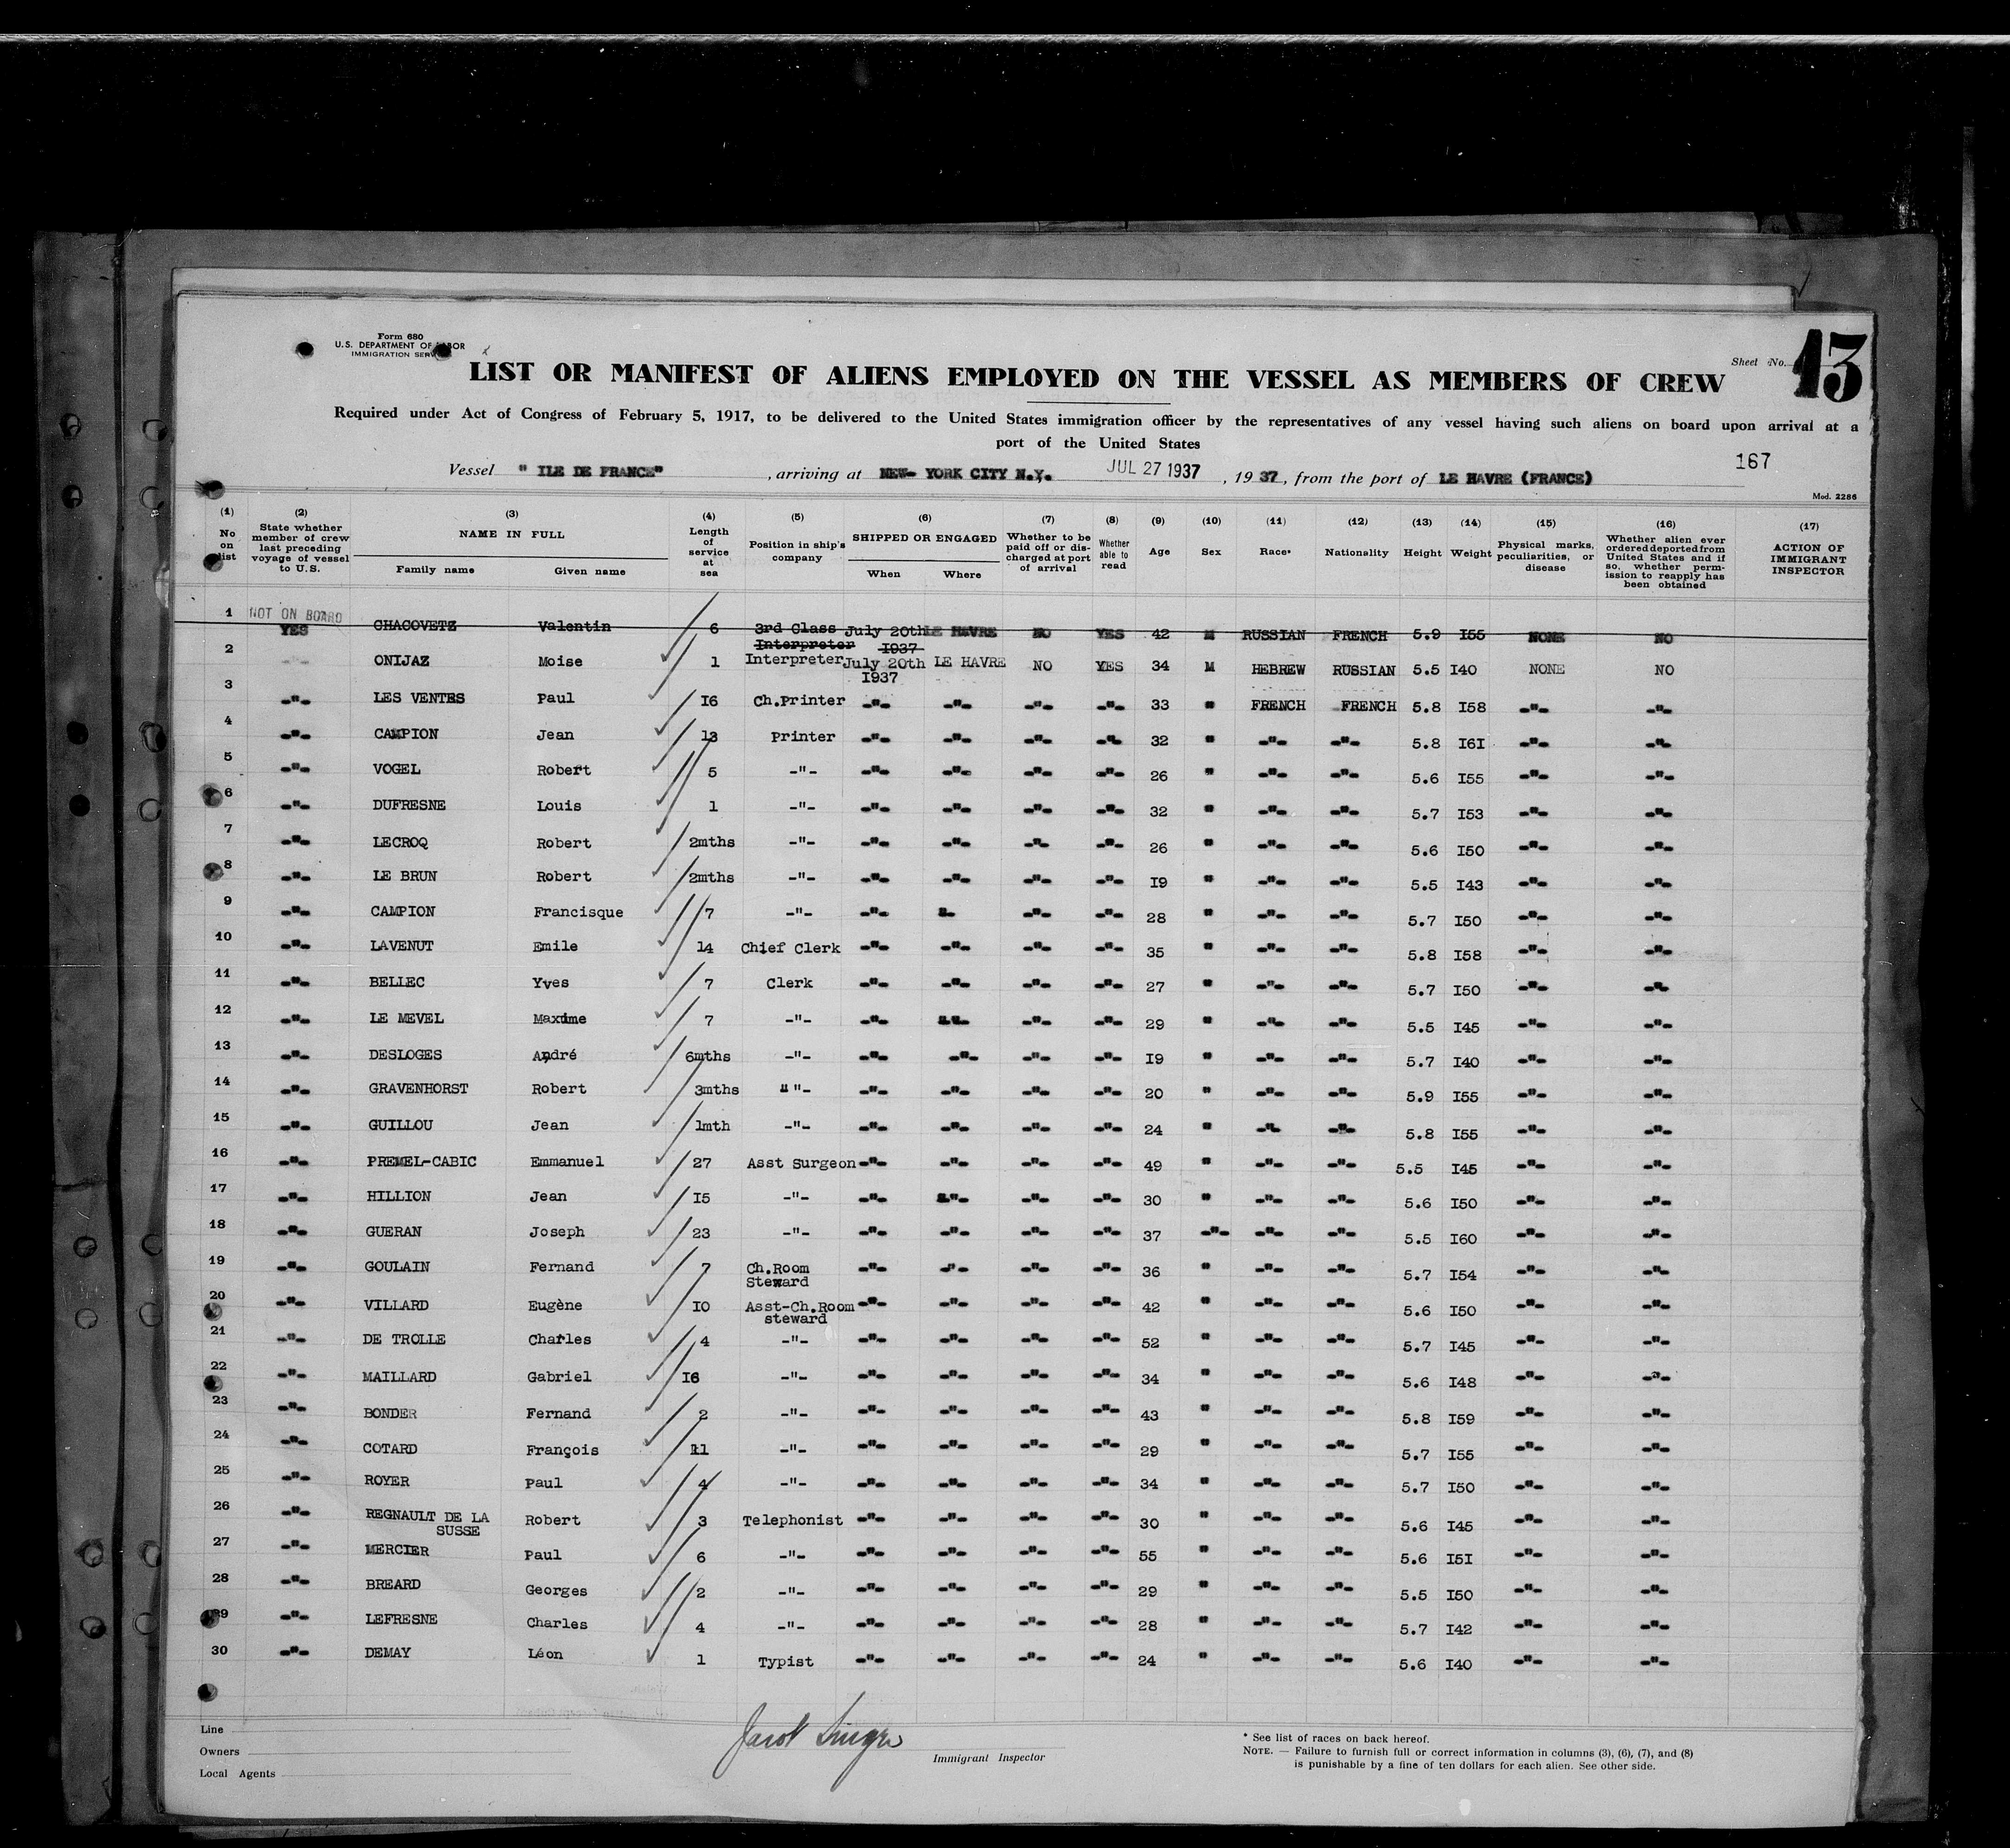 Form 680
U.S. DEPARTMENT OF LABOR
IMMIGRATION SERVICE
Sheet No. 13
LIST OR MANIFEST OF ALIENS EMPLOYED ON THE VESSEL AS MEMBERS OF CREW
Required under Act of Congress of February 5, 1917, to be delivered to the United States immigration officer by the representatives of any vessel having such aliens on board upon arrival at a
port of the United States
167
Vessel " ILE DE FRANCE" , arriving at NEW- YORK CITY N.Y. JUL 27 1937 , 19 37, from the port of LE HAVRE (FRANCE)
Mod. 2286
(1) No on list (2) State whether member of crew last preceding voyage of vessel to U.S. (3) NAME IN FULL Family name Given name (4) Length of service at sea (5) Position in ship's company (6) SHIPPED OR ENGAGED When Where (7) Whether to be paid off or discharged at port of arrival (8) Whether able to read (9) Age (10) Sex (11) Race* (12) Nationality (13) Height (14) Weight (15) Physical marks, peculiarities, or disease (16) Whether alien ever ordered deported from United States and if so, whether permission to reapply has been obtained (17) ACTION OF IMMIGRANT INSPECTOR
1 NOT ON BOARD
YES CHACOVETZ Valentin 6 3rd Class Interpreter July 20th 1937 LE HAVRE NO YES 42 M RUSSIAN FRENCH 5.9 I55 NONE NO
2 ONIJAZ Moise 1 Interpreter July 20th I937 LE HAVRE NO YES 34 M HEBREW RUSSIAN 5.5 I40 NONE NO
3 -"- LES VENTES Paul I6 Ch.Printer -"- -"- -"- -"- 33 " FRENCH FRENCH 5.8 I58 -"- -"-
4 -"- CAMPION Jean 13 Printer -"- -"- -"- -"- 32 " -"- -"- 5.8 I6I -"- -"-
5 -"- VOGEL Robert 5 -"- -"- -"- -"- -"- 26 " -"- -"- 5.6 I55 -"- -"-
6 -"- DUFRESNE Louis 1 -"- -"- -"- -"- -"- 32 " -"- -"- 5.7 I53 -"- -"-
7 -"- LECROQ Robert 2mths -"- -"- -"- -"- -"- 26 " -"- -"- 5.6 I50 -"- -"-
8 -"- LE BRUN Robert 2mths -"- -"- -"- -"- -"- I9 " -"- -"- 5.5 I43 -"- -"-
9 -"- CAMPION Francisque 7 -"- -"- "- -"- -"- 28 " -"- -"- 5.7 I50 -"- -"-
10 -"- LAVENUT Emile 14 Chief Clerk -"- -"- -"- -"- 35 " -"- -"- 5.8 I58 -"- -"-
11 -"- BELLEC Yves 7 Clerk -"- -"- -"- -"- 27 " -"- -"- 5.7 I50 -"- -"-
12 -"- LE MEVEL Maxime 7 -"- -"- -"- -"- -"- 29 " -"- -"- 5.5 I45 -"- -"-
13 -"- DESLOGES André 6mths -"- -"- -"- -"- -"- I9 " -"- -"- 5.7 I40 -"- -"-
14 -"- GRAVENHORST Robert 3mths " "- -"- -"- -"- -"- 20 " -"- -"- 5.9 I55 -"- -"-
15 -"- GUILLOU Jean 1mth -"- -"- -"- -"- -"- 24 " -"- -"- 5.8 I55 -"- -"-
16 -"- PREMEL-CABIC Emmanuel 27 Asst Surgeon -"- -"- -"- -"- 49 " -"- -"- 5.5 I45 -"- -"-
17 -"- HILLION Jean I5 -"- -"- -"- -"- -"- 30 " -"- -"- 5.6 I50 -"- -"-
18 -"- GUERAN Joseph 23 -"- -"- -"- -"- -"- 37 -"- -"- -"- 5.5 I60 -"- -"-
19 -"- GOULAIN Fernand 7 Ch.Room Steward -"- -"- -"- -"- 36 " -"- -"- 5.7 I54 -"- -"-
20 -"- VILLARD Eugène IO Asst-Ch.Room steward -"- -"- -"- -"- 42 " -"- -"- 5.6 I50 -"- -"-
21 -"- DE TROLLE Charles 4 -"- -"- -"- -"- -"- 52 " -"- -"- 5.7 I45 -"- -"-
22 -"- MAILLARD Gabriel I6 -"- -"- -"- -"- -"- 34 " -"- -"- 5.6 I48 -"- -"-
23 -"- BONDER Fernand 2 -"- -"- -"- -"- -"- 43 " -"- -"- 5.8 I59 -"- -"-
24 -"- COTARD François 11 -"- -"- -"- -"- -"- 29 " -"- -"- 5.7 I55 -"- -"-
25 -"- ROYER Paul 4 -"- -"- -"- -"- -"- 34 " -"- -"- 5.7 I50 -"- -"-
26 -"- REGNAULT DE LA SUSSE Robert 3 Telephonist -"- -"- -"- -"- 30 " -"- -"- 5.6 I45 -"- -"-
27 -"- MERCIER Paul 6 -"- -"- -"- -"- -"- 55 " -"- -"- 5.6 I5I -"- -"-
28 -"- BREARD Georges 2 -"- -"- -"- -"- -"- 29 " -"- -"- 5.5 I50 -"- -"-
29 -"- LEFRESNE Charles 4 -"- -"- -"- -"- -"- 28 " -"- -"- 5.7 I42 -"- -"-
30 -"- DEMAY Léon 1 Typist -"- -"- -"- -"- 24 " -"- -"- 5.6 I40 -"- -"-
Line
Owners
Local Agents
Immigrant Inspector
* See list of races on back hereof.
NOTE. — Failure to furnish full or correct information in columns (3), (6), (7), and (8)
is punishable by a fine of ten dollars for each alien. See other side.